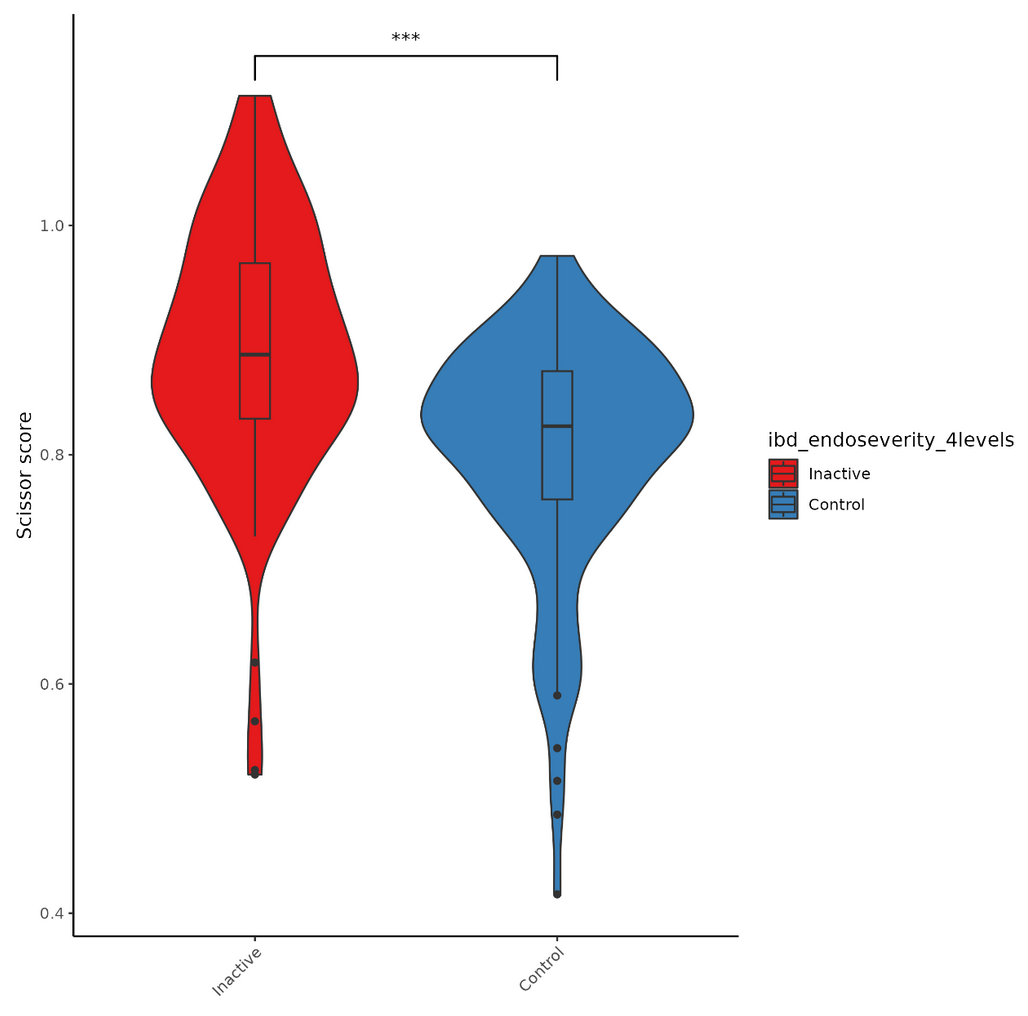 ***
1.0
0.8
0.6
0.4
Scissor score
Inactive
Control
ibd_endoseverity_4levels
Inactive
Control